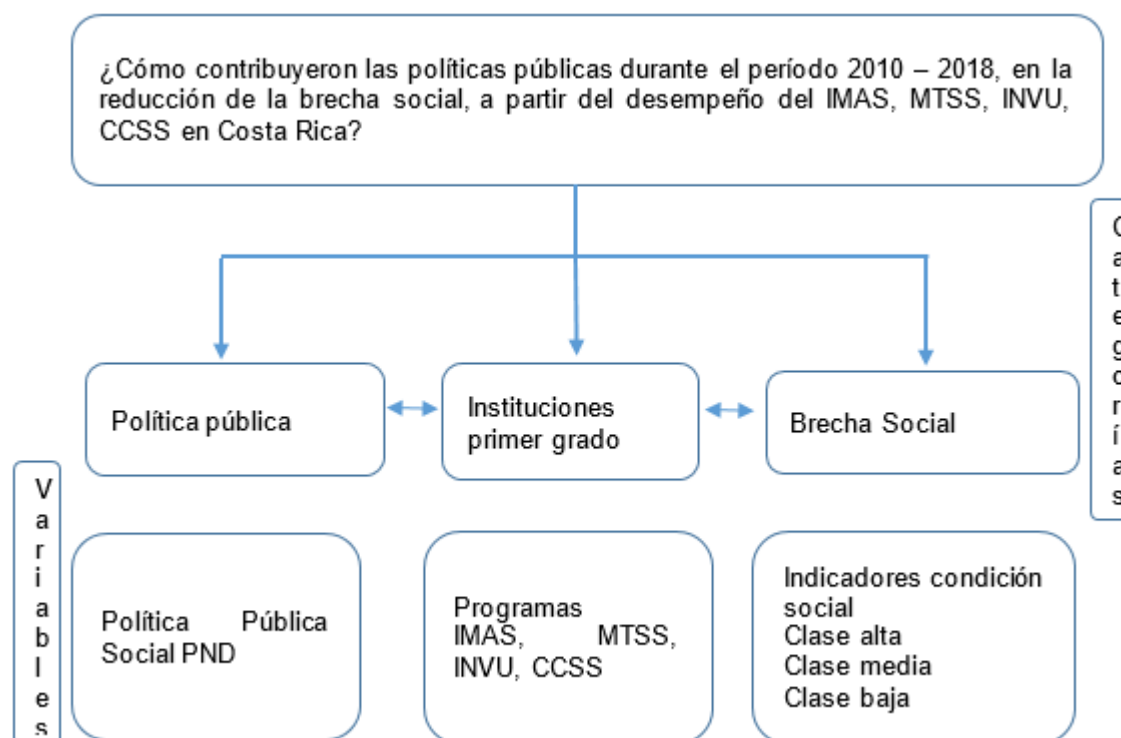 ¿Cómo contribuyeron las políticas públicas durante el período 2010 – 2018, en la
reducción de la brecha social, a partir del desempeño del IMAS, MTSS, INVU,
CCSS en Costa Rica?
Categorías
Política pública
Instituciones
primer grado
Brecha Social
Variables
Política Pública
Social PND
Programas
IMAS, MTSS,
INVU, CCSS
Indicadores condición
social
Clase alta
Clase media
Clase baja